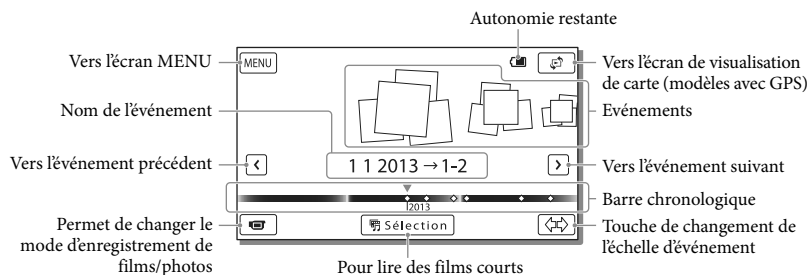 Autonomie restante
Vers l'écran MENU
MENU
Vers l'écran de visualisation
de carte (modèles avec GPS)
Nom de l'événement
Evénements
Vers l'événement précédent
1 1 2013 →1-2
Vers l'événement suivant
Barre chronologique
2013
Permet de changer le
mode d'enregistrement de
films/photos
Sélection
Touche de changement de
l'échelle d'événement
Pour lire des films courts